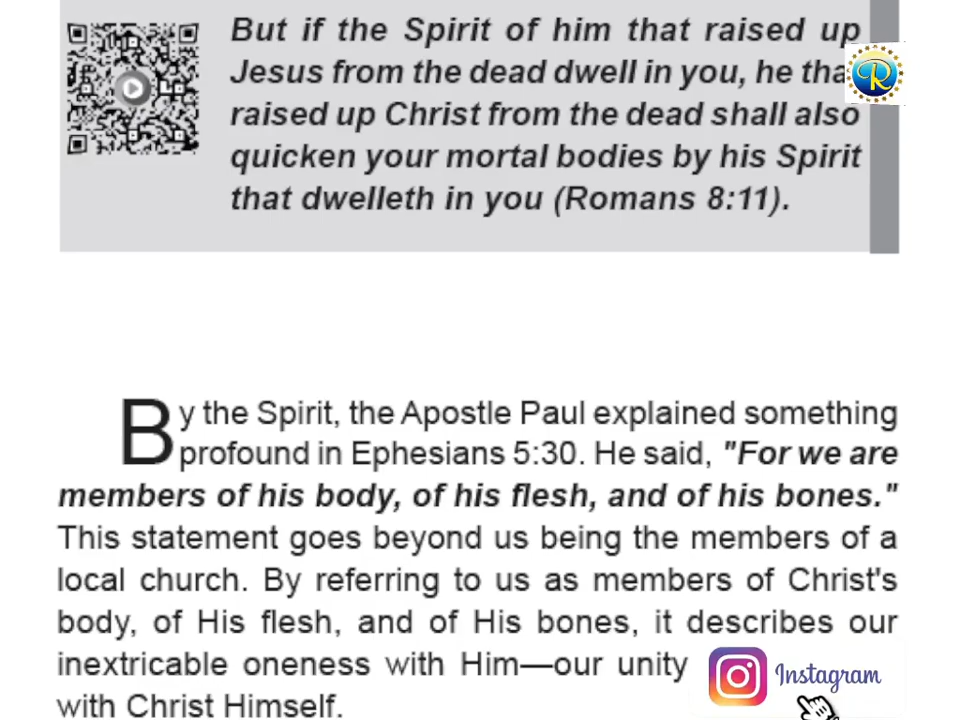 But if the Spirit of him that raised up
Jesus from the dead dwell in you, he tha
raised up Christ from the dead shall also
quicken your mortal bodies by his Spirit
that dwelleth in you (Romans 8:11).
R
By the Spirit, the Apostle Paul explained something
profound in Ephesians 5:30. He said, "For we are
members of his body, of his flesh, and of his bones."
This statement goes beyond us being the members of a
local church. By referring to us as members of Christ's
body, of His flesh, and of His bones, it describes our
inextricable oneness with Him—our unity
with Christ Himself.
Instagram